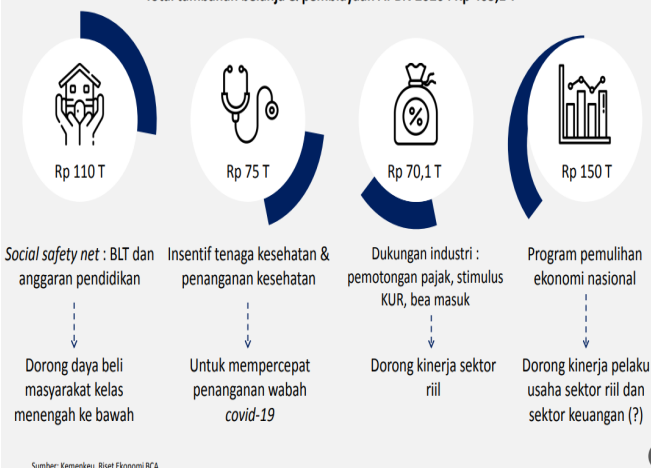 Rp 110 T
Rp 75 T
Rp 70,1 T
Rp 150 T
Social safety net : BLT dan
anggaran pendidikan
Insentif tenaga kesehatan &
penanganan kesehatan
Dukungan industri :
pemotongan pajak, stimulus
KUR, bea masuk
Program pemulihan
ekonomi nasional
Dorong daya beli
masyarakat kelas
menengah ke bawah
Untuk mempercepat
penanganan wabah
covid-19
Dorong kinerja sektor
riil
Dorong kinerja pelaku
usaha sektor riil dan
sektor keuangan (?)
Sumber: Kemenkeu, Riset Ekonomi BCA